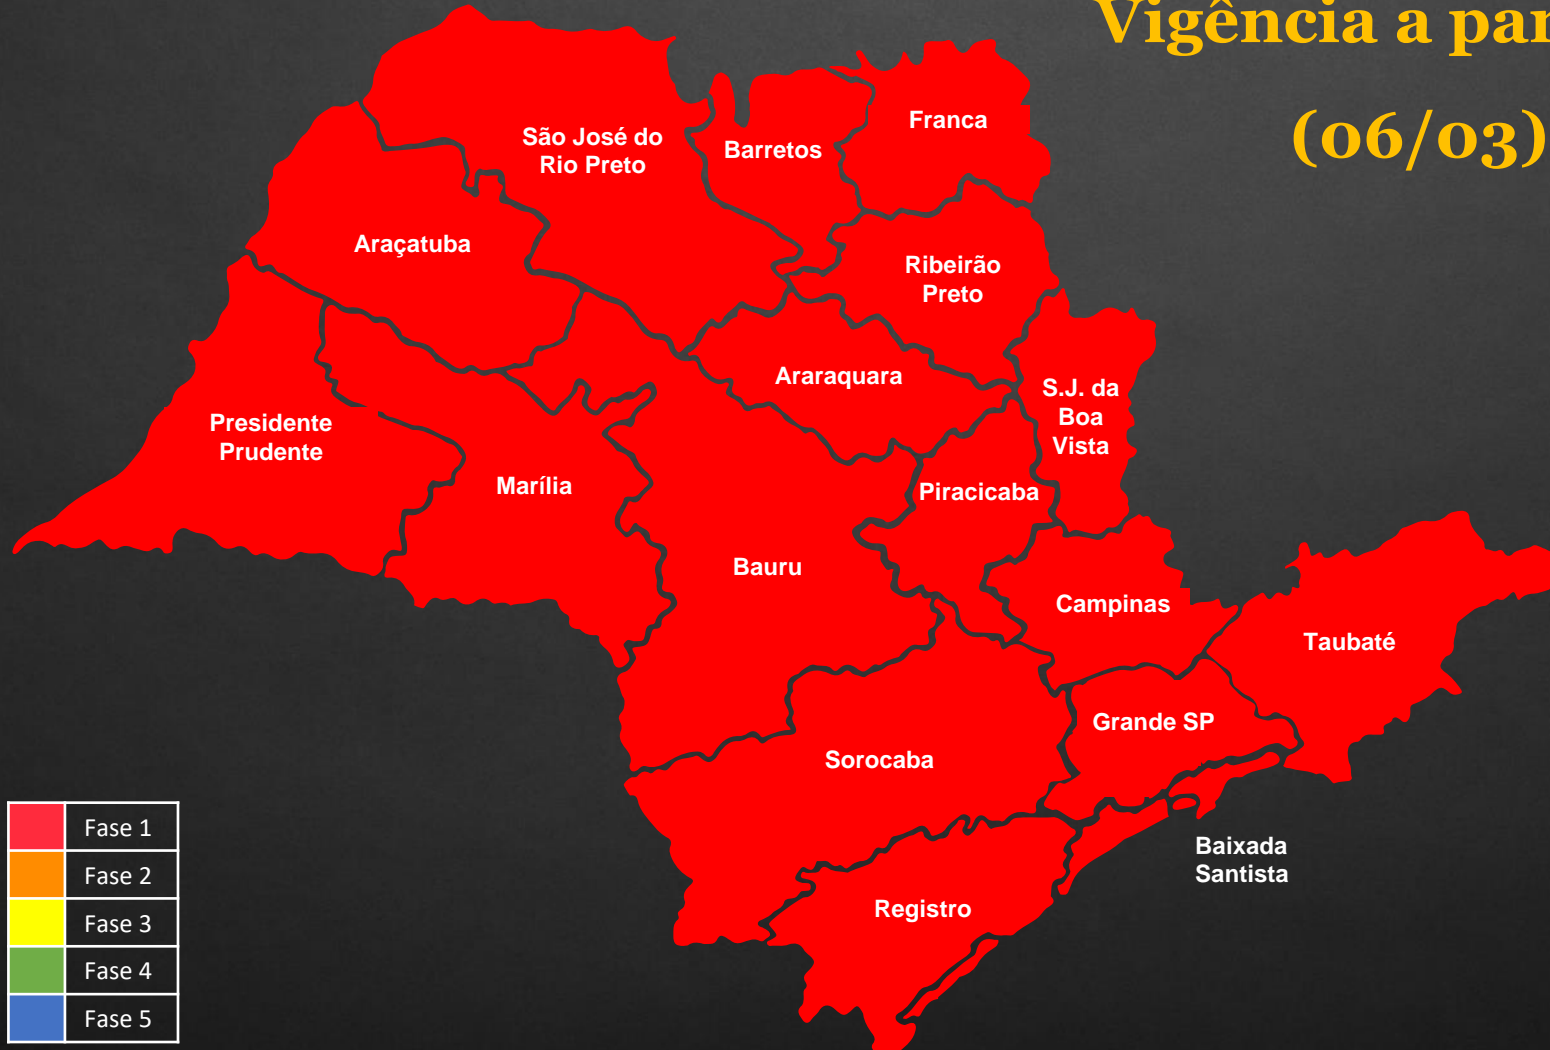 Vigência a par
(06/03)
São José do
Rio Preto
Barretos
Franca
Araçatuba
Ribeirão
Preto
Araraquara
S.J. da
Boa
Vista
Presidente
Prudente
Marília
Piracicaba
Bauru
Campinas
Taubaté
Grande SP
Sorocaba
Baixada
Santista
Registro
Fase 1
Fase 2
Fase 3
Fase 4
Fase 5